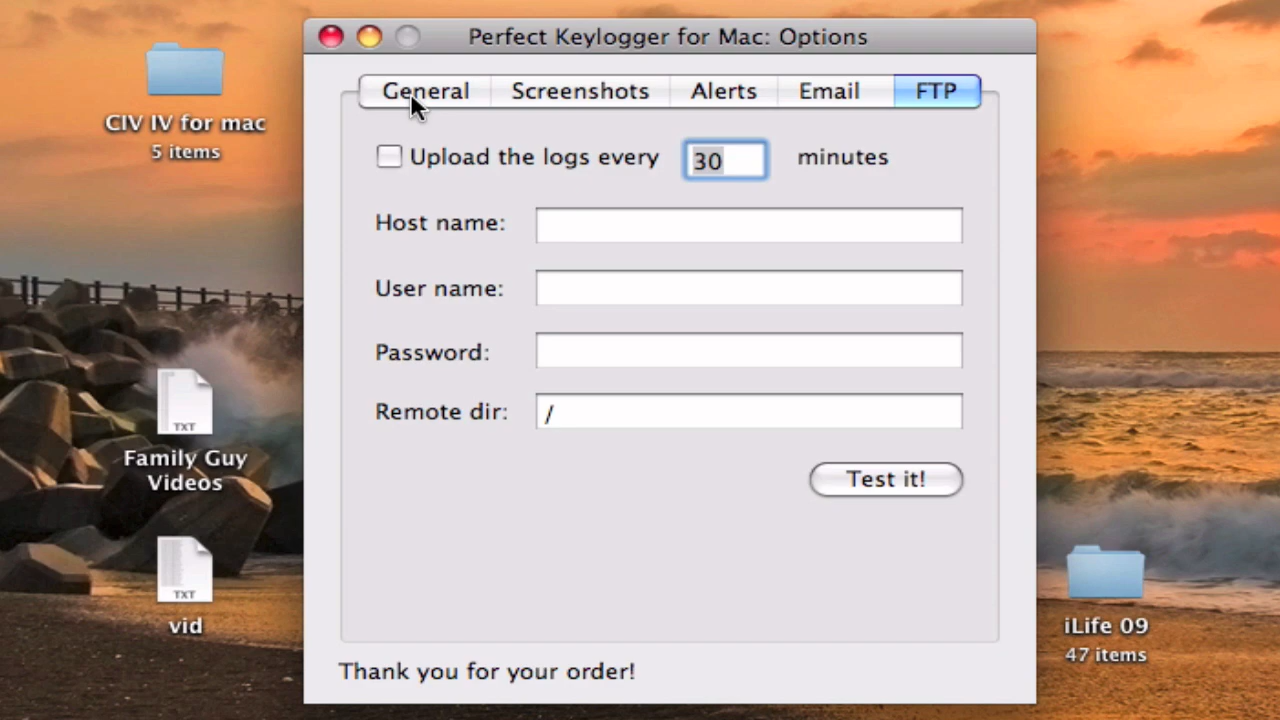 Perfect Keylogger for Mac: Options
General Screenshots Alerts Email FTP
Upload the logs every 30 minutes
Host name:
User name:
Password:
Remote dir: /
Test it!
Thank you for your order!
CIV IV for mac
5 items
TXT
Family Guy
Videos
TXT
vid
iLife 09
47 items